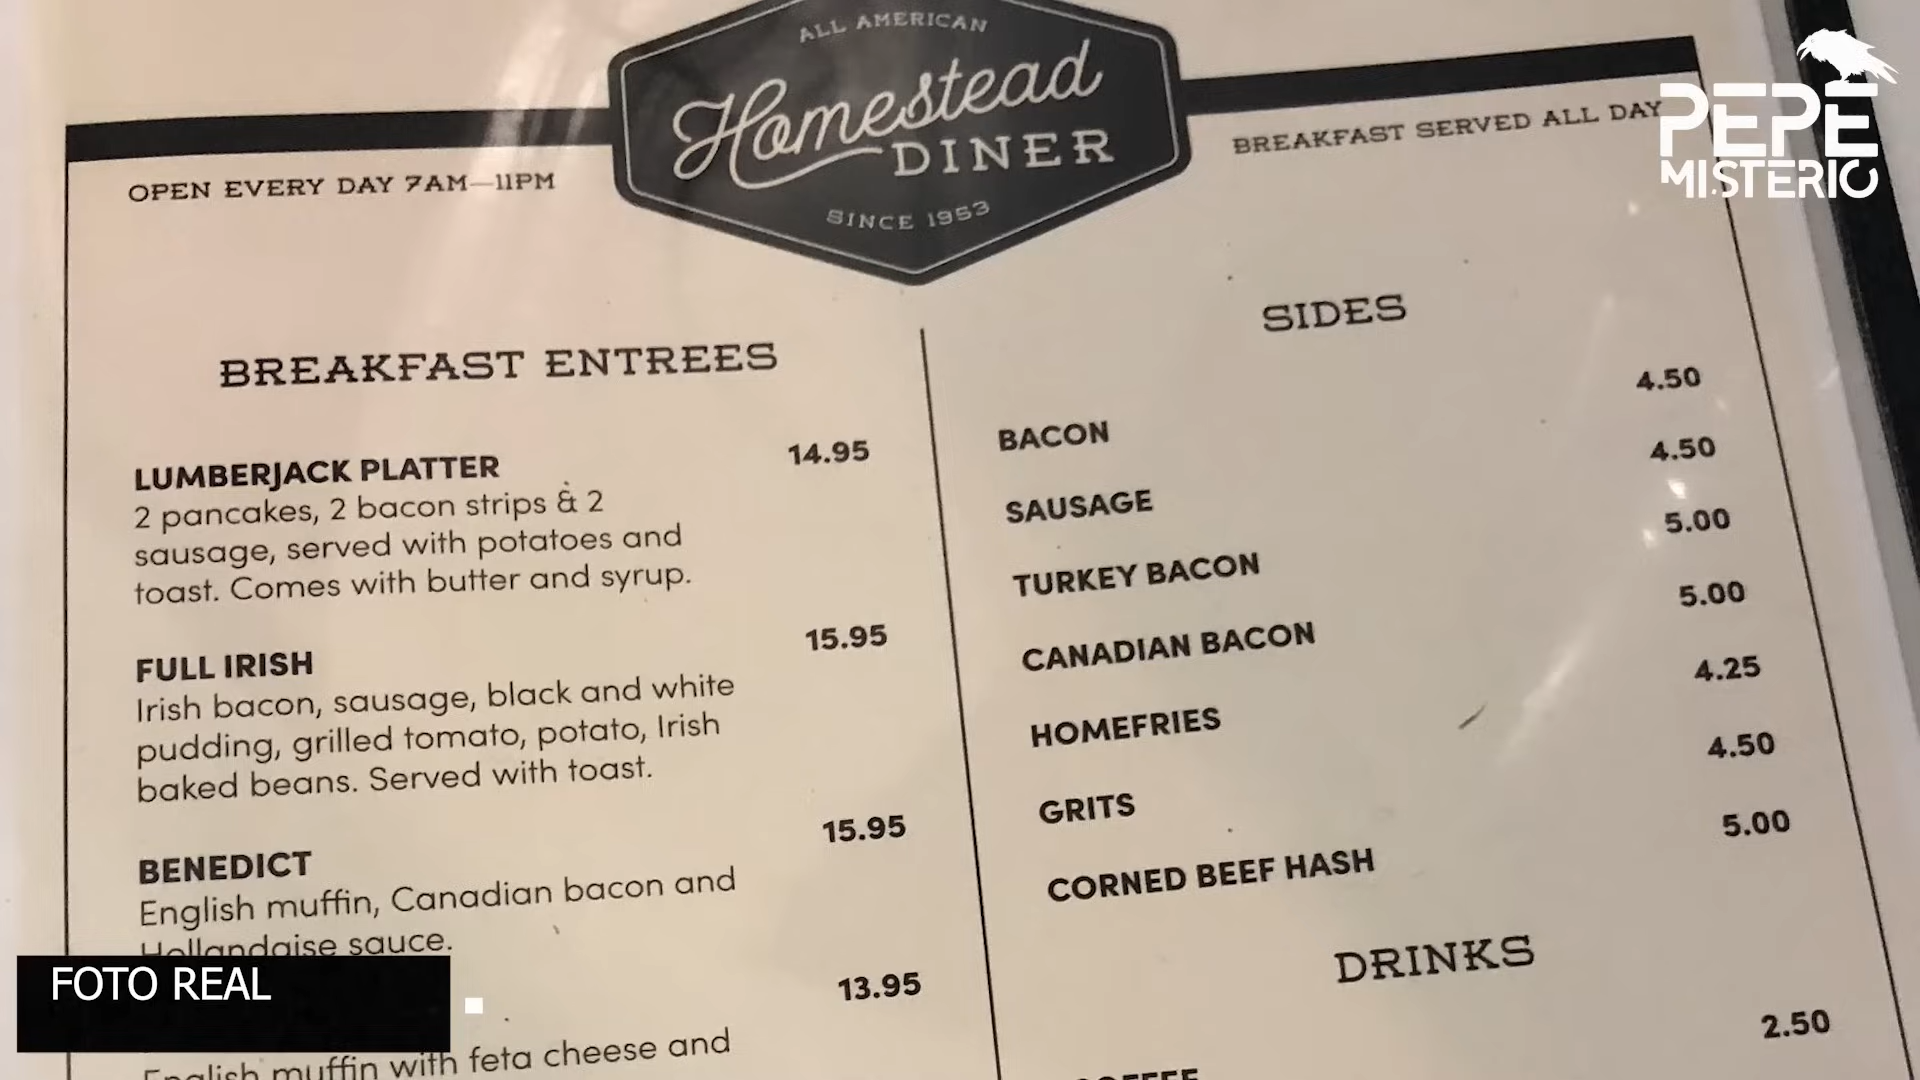 ALL AMERICAN
Homestead
DINER
SINCE 1953
OPEN EVERY DAY 7AM—11PM
BREAKFAST SERVED ALL DAY
PEPE
MISTERIO
BREAKFAST ENTREES
LUMBERJACK PLATTER 14.95
2 pancakes, 2 bacon strips & 2
sausage, served with potatoes and
toast. Comes with butter and syrup.
FULL IRISH 15.95
Irish bacon, sausage, black and white
pudding, grilled tomato, potato, Irish
baked beans. Served with toast.
BENEDICT 15.95
English muffin, Canadian bacon and
Hollandaise sauce.
13.95
English muffin with feta cheese and
SIDES
BACON 4.50
SAUSAGE 4.50
TURKEY BACON 5.00
CANADIAN BACON 5.00
HOMEFRIES 4.25
GRITS 4.50
CORNED BEEF HASH 5.00
DRINKS
COFFEE 2.50
FOTO REAL